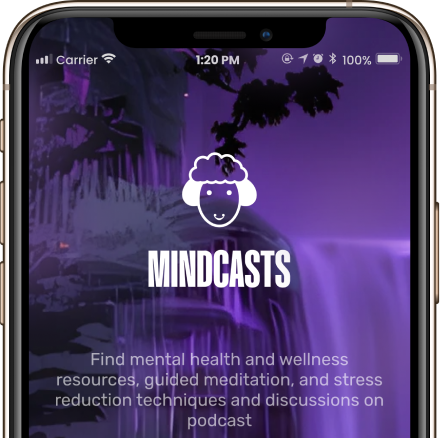 Carrier 1:20 PM 100%
MINDCASTS
Find mental health and wellness
resources, guided meditation, and stress
reduction techniques and discussions on
podcast